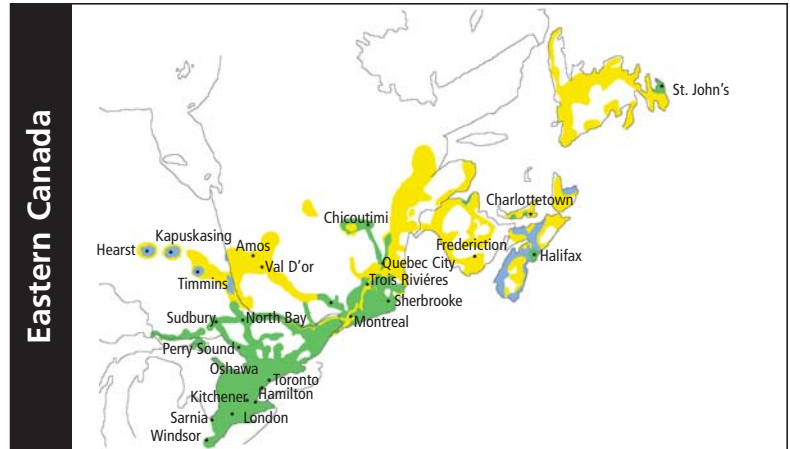 Eastern Canada
St. John's
Charlottetown
Chicoutimi
Kapuskasing
Hearst
Amos
Val D'or
Frederiction
Halifax
Quebec City
Timmins
Trois Riviéres
Sherbrooke
Sudbury
North Bay
Montreal
Perry Sound
Oshawa
Toronto
Kitchener
Hamilton
Sarnia
London
Windsor